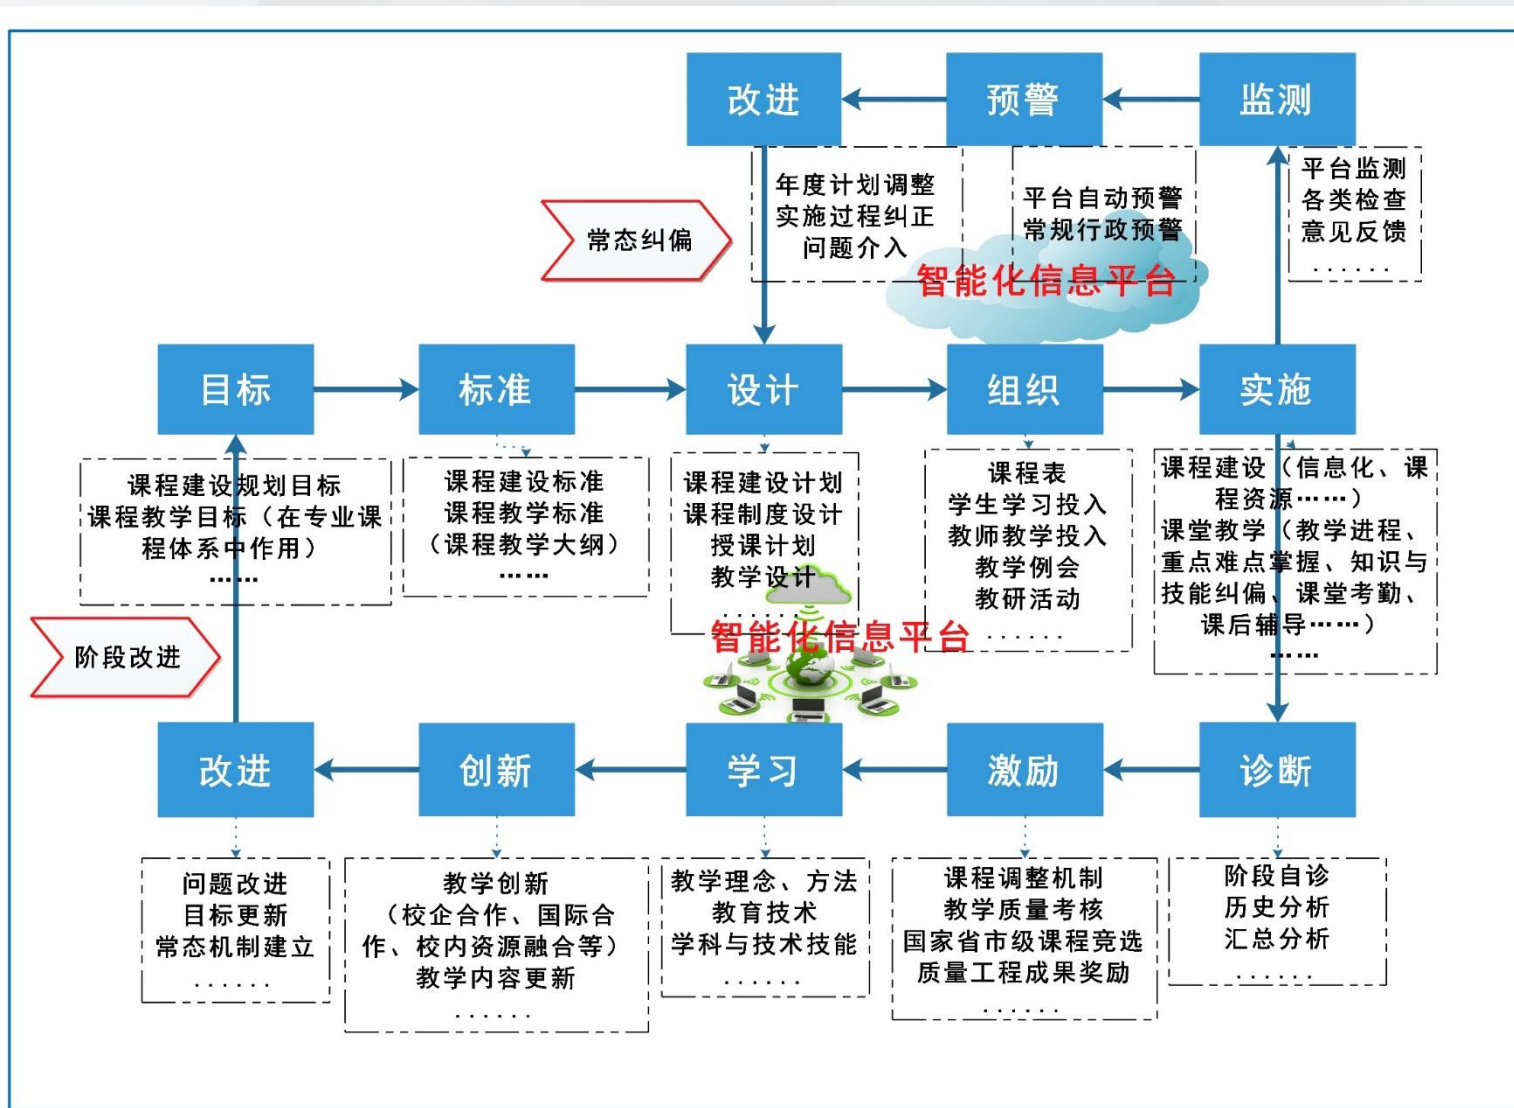 改进
预警
监测
年度计划调整
实施过程纠正
问题介入
平台自动预警
常规行政预警
平台监测
各类检查
意见反馈
......
常态纠偏
智能化信息平台
目标
标准
设计
组织
实施
课程建设规划目标
课程教学目标（在专业课
程体系中作用）
……
课程建设标准
课程教学标准
（课程教学大纲）
……
课程建设计划
课程制度设计
授课计划
教学设计
......
课程表
学生学习投入
教师教学投入
教学例会
教研活动
......
课程建设（信息化、课
程资源……）
课堂教学（教学进程、
重点难点掌握、知识与
技能纠偏、课堂考勤、
课后辅导……）
……
智能化信息平台
阶段改进
改进
创新
学习
激励
诊断
问题改进
目标更新
常态机制建立
......
教学创新
（校企合作、国际合
作、校内资源融合等）
教学内容更新
......
教学理念、方法
教育技术
学科与技术技能
......
课程调整机制
教学质量考核
国家省市级课程竞选
质量工程成果奖励
......
阶段自诊
历史分析
汇总分析
......